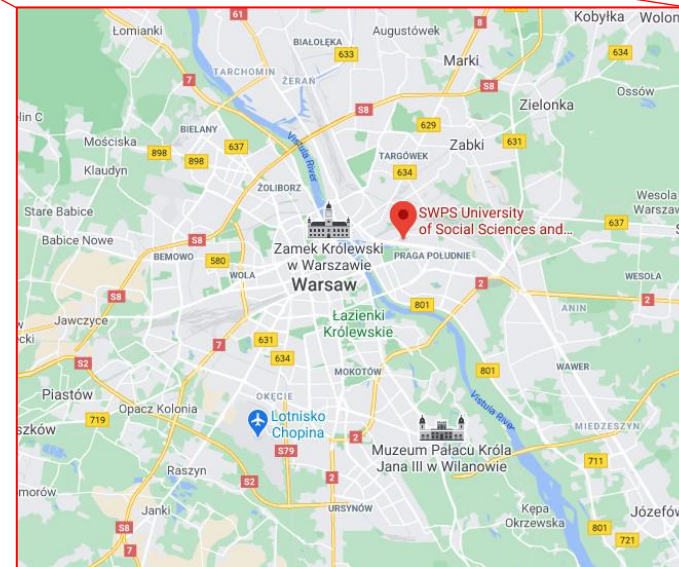 Kobyłka
Wolon
61
Łomianki
Augustówek
8
BIAŁOŁĘKA
633
634
Marki
TARCHOMIN
ŻERAŃ
7
S8
Ossów
Zielonka
elin C
S8
BIELANY
629
Mościska
637
Ząbki
631
898
898
Vistula River
TARGÓWEK
Klaudyn
634
ŻOLIBORZ
Wesoła
Warszaw
Stare Babice
SWPS University
of Social Sciences and...
637
Babice Nowe
S8
Zamek Królewski
w Warszawie
BEMOWO
580
PRAGA POŁUDNIE
WOLA
Warsaw
2
WESOŁA
S8
801
2
ANIN
Jawczyce
Łazienki
Królewskie
7
631
S2
634
MOKOTÓW
801
WAWER
Piastów
OKĘCIE
Opacz Kolonia
Lotnisko
Chopina
Vistula River
719
2
MIEDZESZYN
szków
S79
Muzeum Pałacu Króla
Jana III w Wilanowie
711
Raszyn
S2
2
morów
Janki
URSYNÓW
Kępa
Okrzewska
Józefów
S8
801
7
721